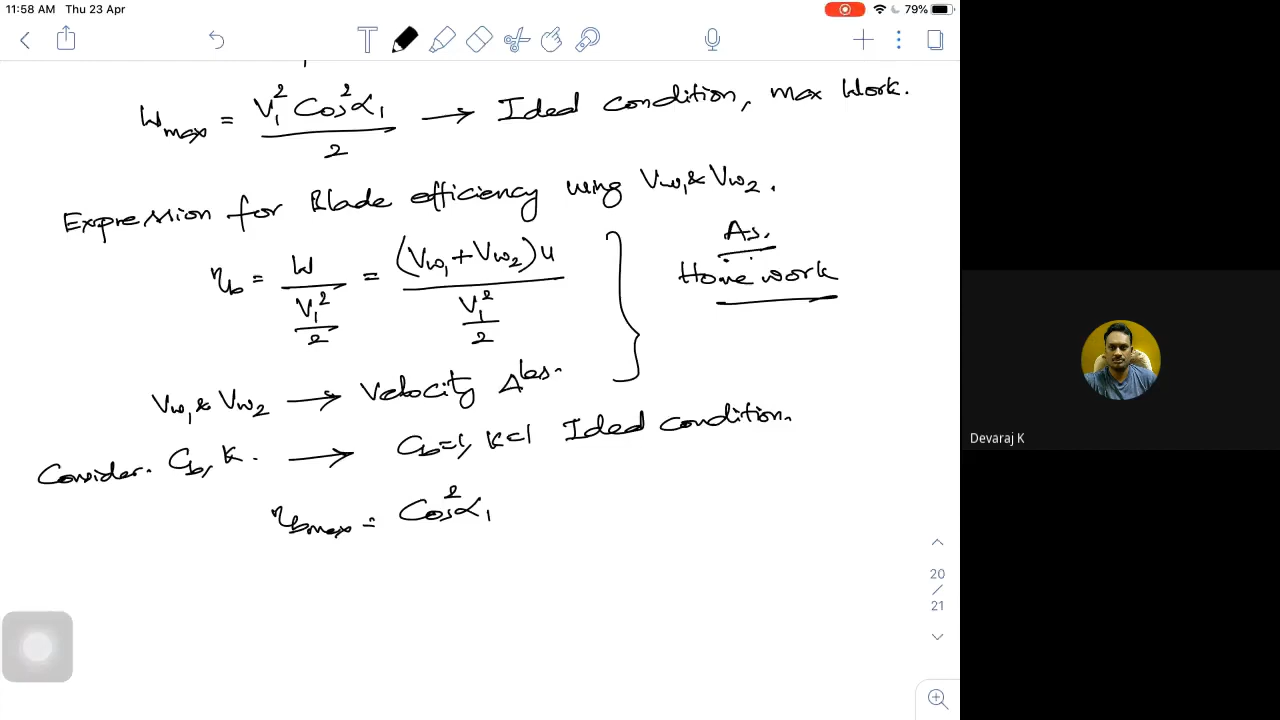 11:58 AM Thu 23 Apr 79%
Wmax = V₁² Cos²α₁ / 2 → Ideal condition, max Work.
Expression for Blade efficiency using Vw₁ & Vw₂.
ηb = W / (V₁²/2) = (Vw₁ + Vw₂) u / (V₁²/2)
As.
Home work
Vw₁ & Vw₂ → Velocity Δles.
Consider. Cb, k. → Cb=1, k=1 Ideal condition.
ηbmax = Cos²α₁
Devaraj K
20
/
21